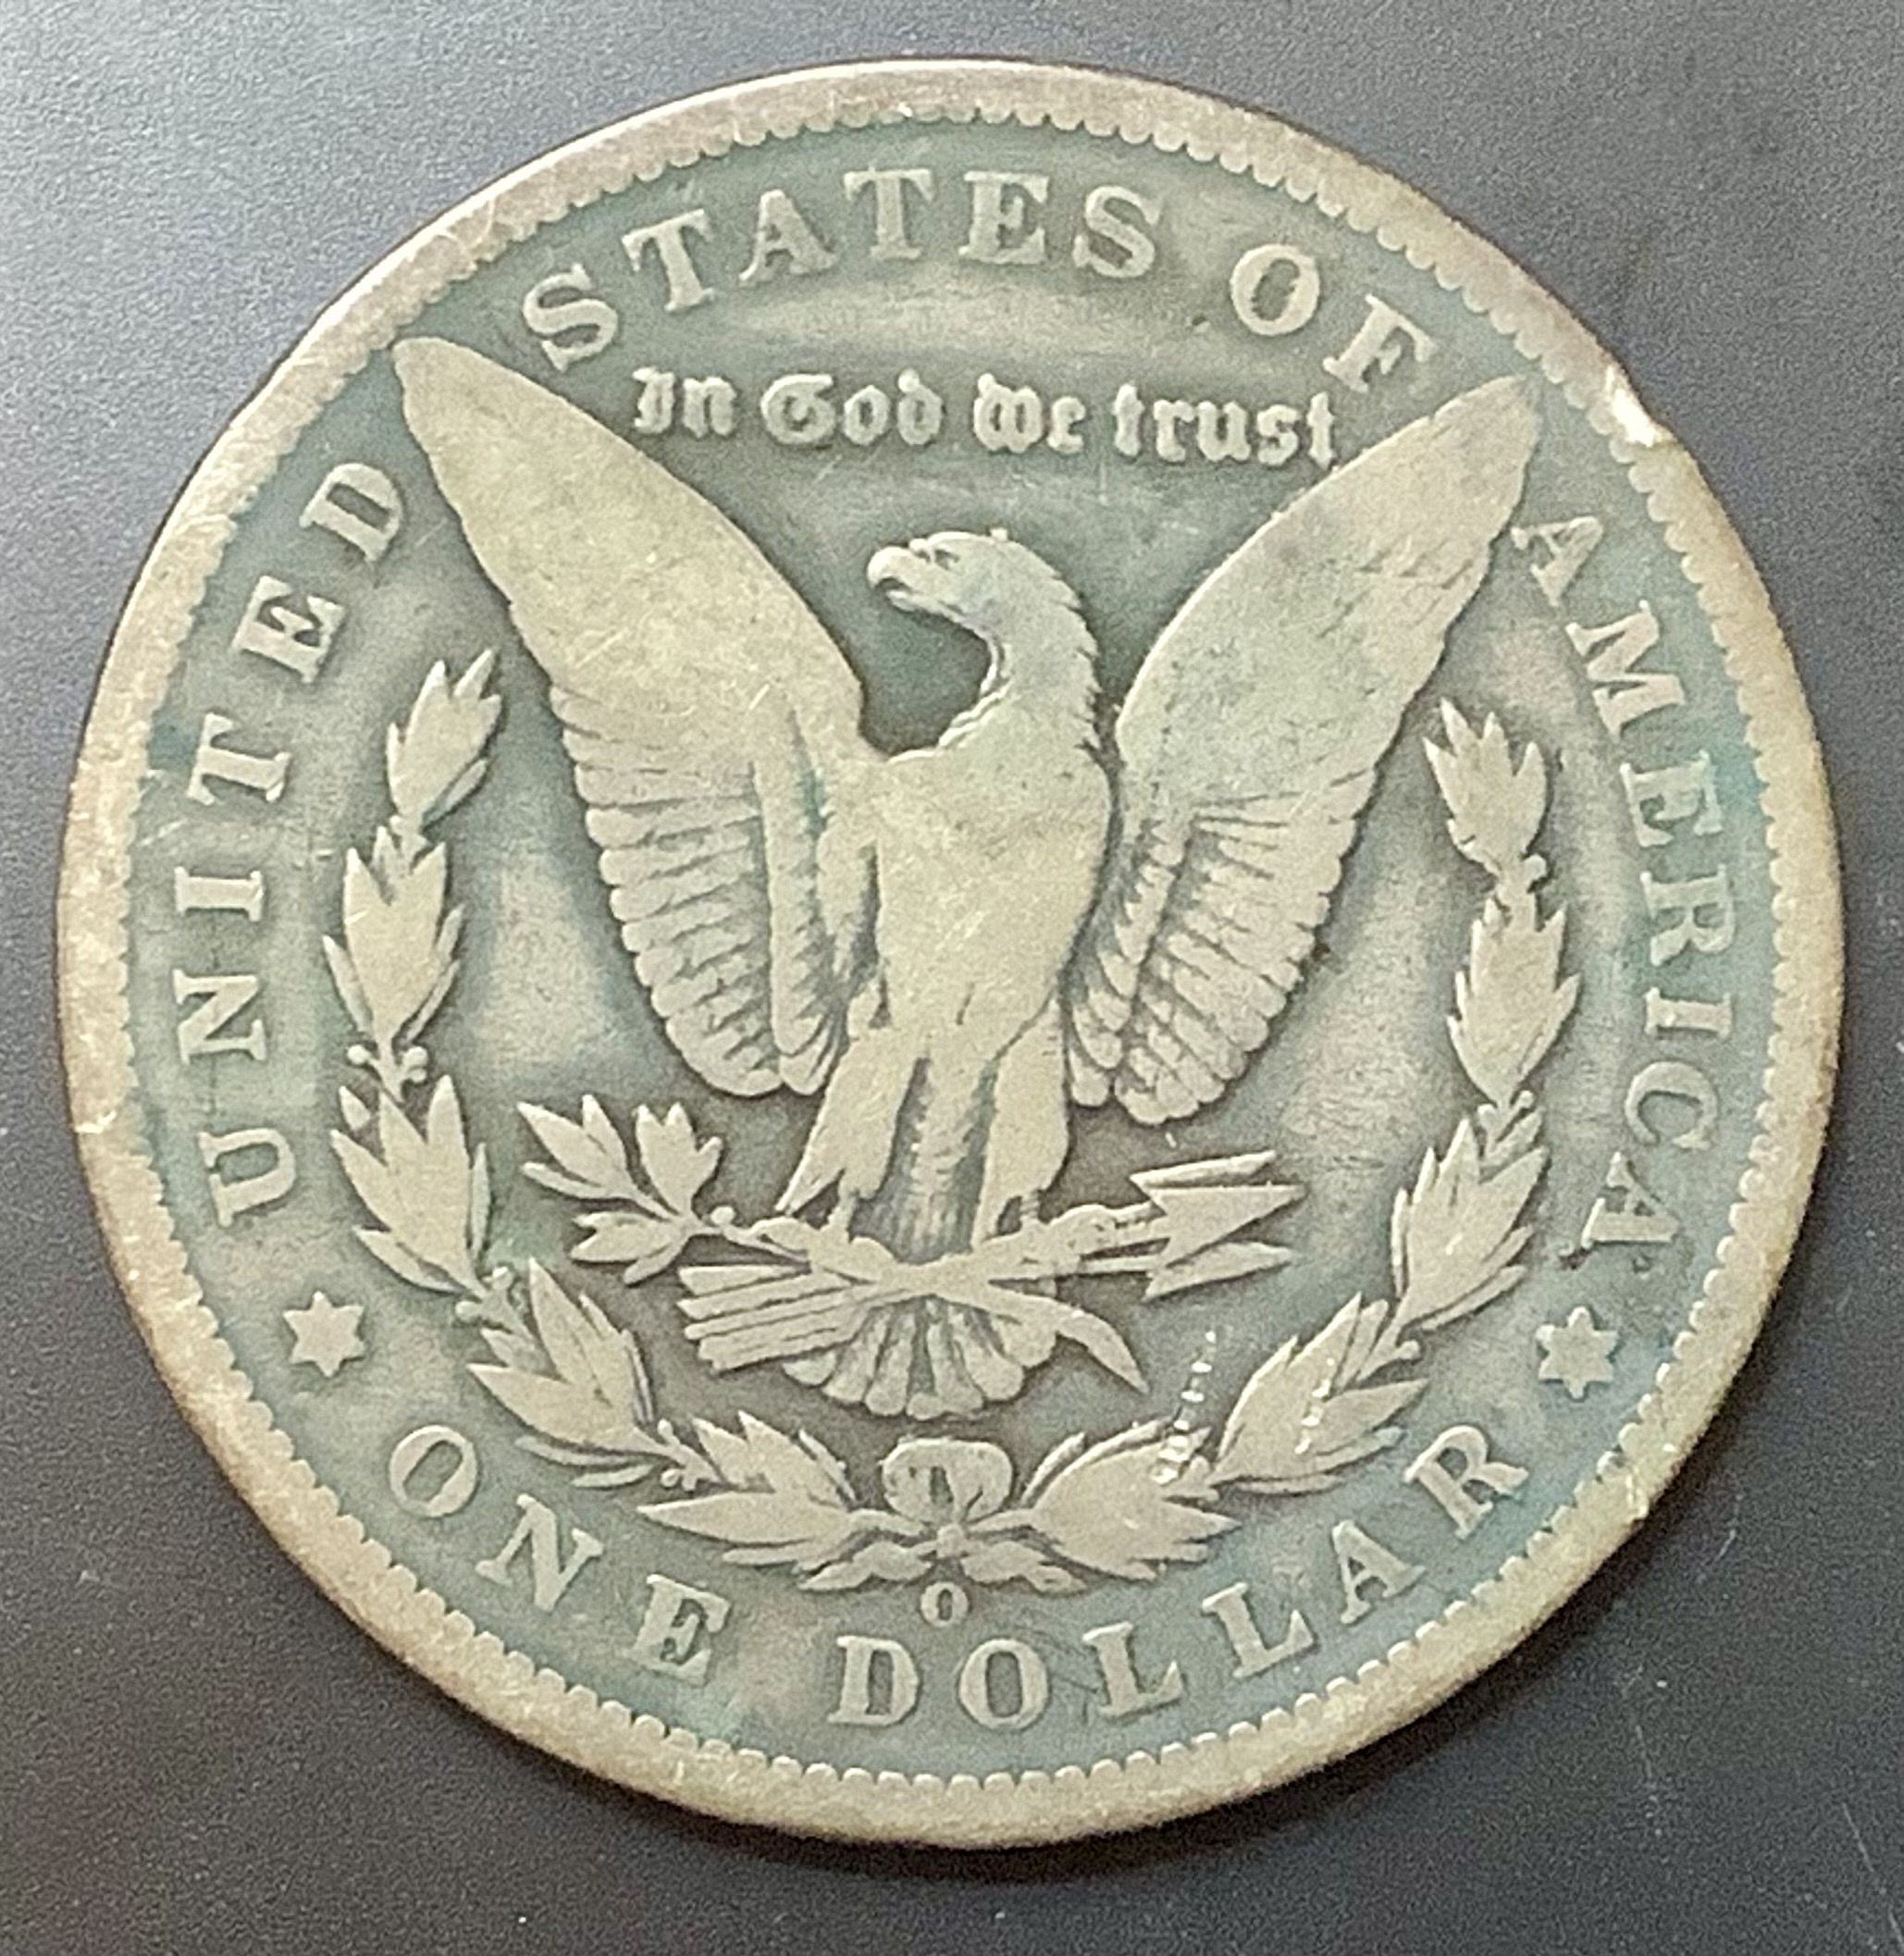 UNITED STATES OF AMERICA
In God we trust
O
ONE DOLLAR